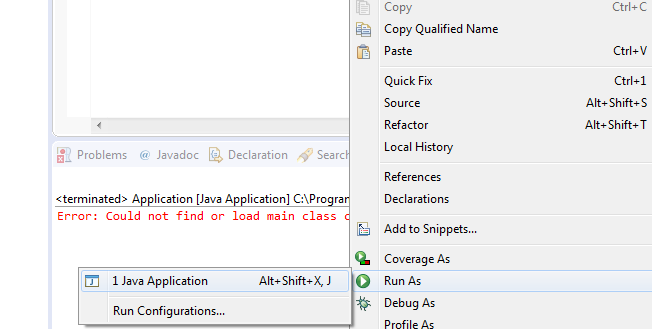 Copy Ctrl+C
Copy Qualified Name
Paste Ctrl+V
Quick Fix Ctrl+1
Source Alt+Shift+S
Refactor Alt+Shift+T
Local History
Problems @ Javadoc Declaration Search
References
<terminated> Application [Java Application] C:\Program
Declarations
Error: Could not find or load main class
Add to Snippets...
Coverage As
1 Java Application Alt+Shift+X, J
Run As
Run Configurations...
Debug As
Profile As